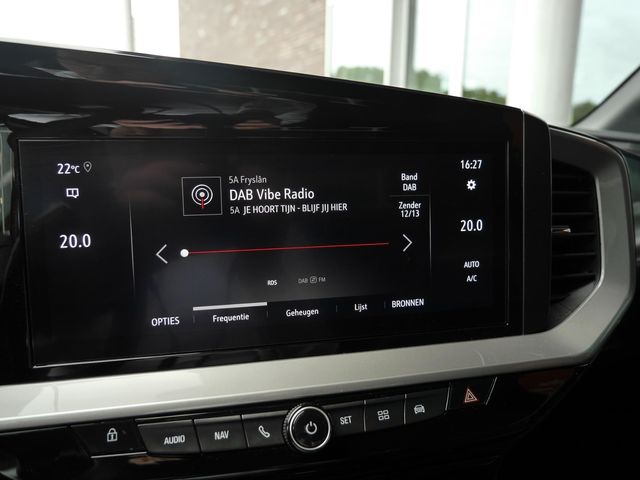 22°C
20.0
5A Fryslân
DAB Vibe Radio
5A JE HOORT TIJN - BLIJF JIJ HIER
Band
DAB
Zender
12/13
16:27
20.0
AUTO
A/C
RDS
DAB FM
OPTIES
Frequentie
Geheugen
Lijst
BRONNEN
AUDIO
NAV
SET